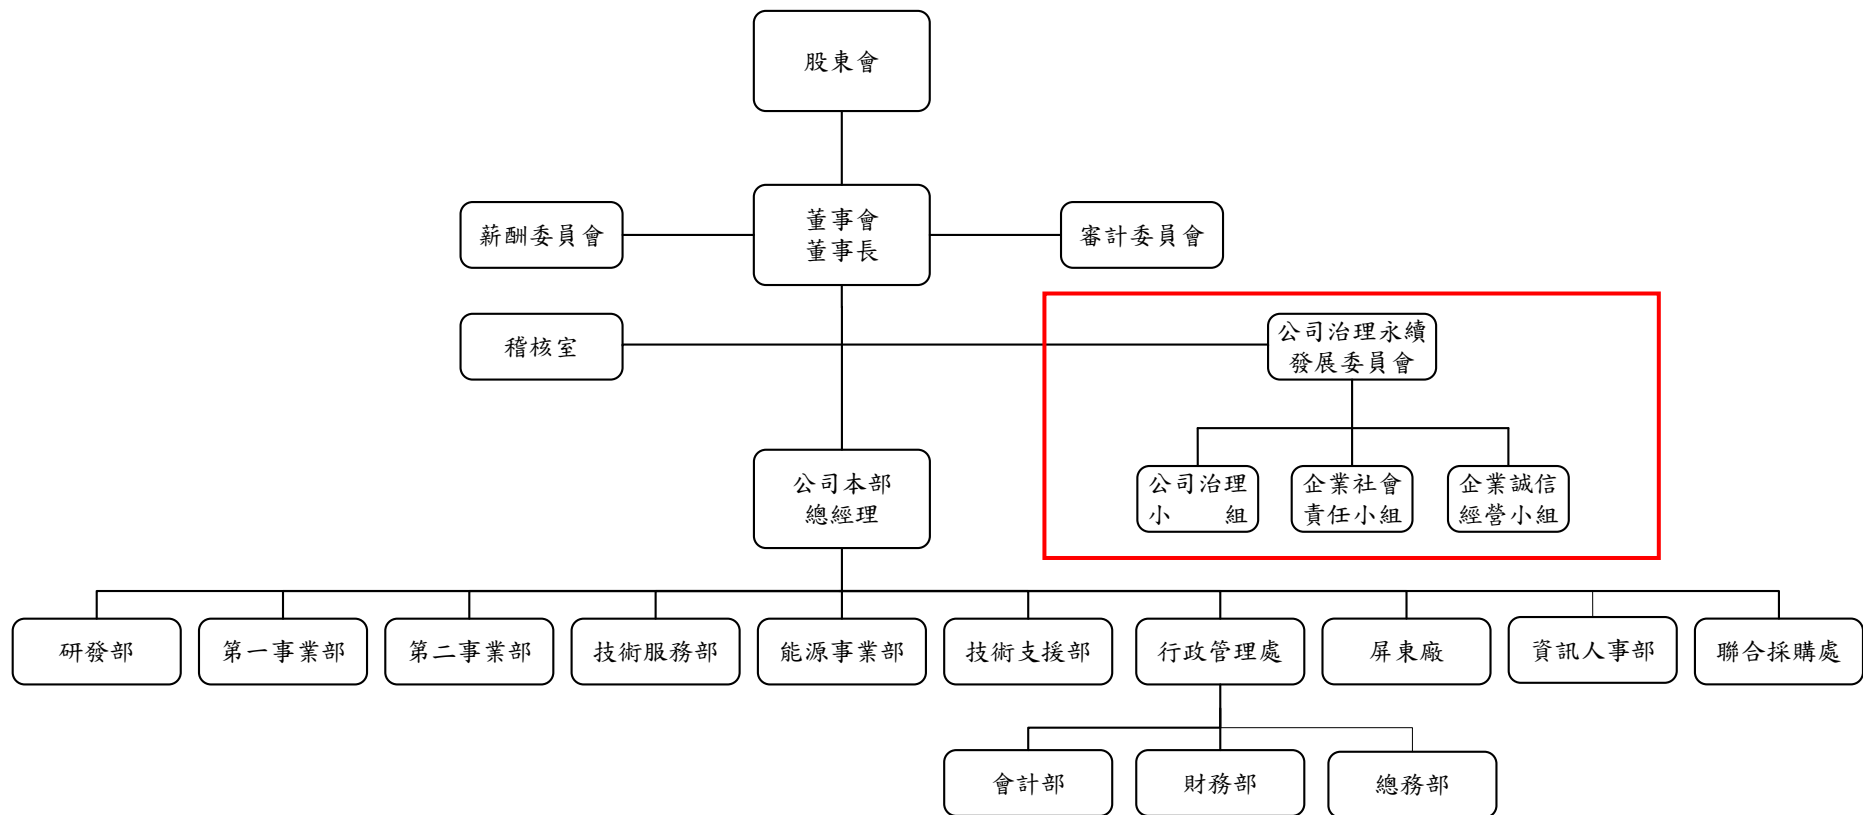 股東會
薪酬委員會
董事會
董事長
審計委員會
稽核室
公司治理永續
發展委員會
公司本部
總經理
公司治理
小 組
企業社會
責任小組
企業誠信
經營小組
研發部
第一事業部
第二事業部
技術服務部
能源事業部
技術支援部
行政管理處
屏東廠
資訊人事部
聯合採購處
會計部
財務部
總務部